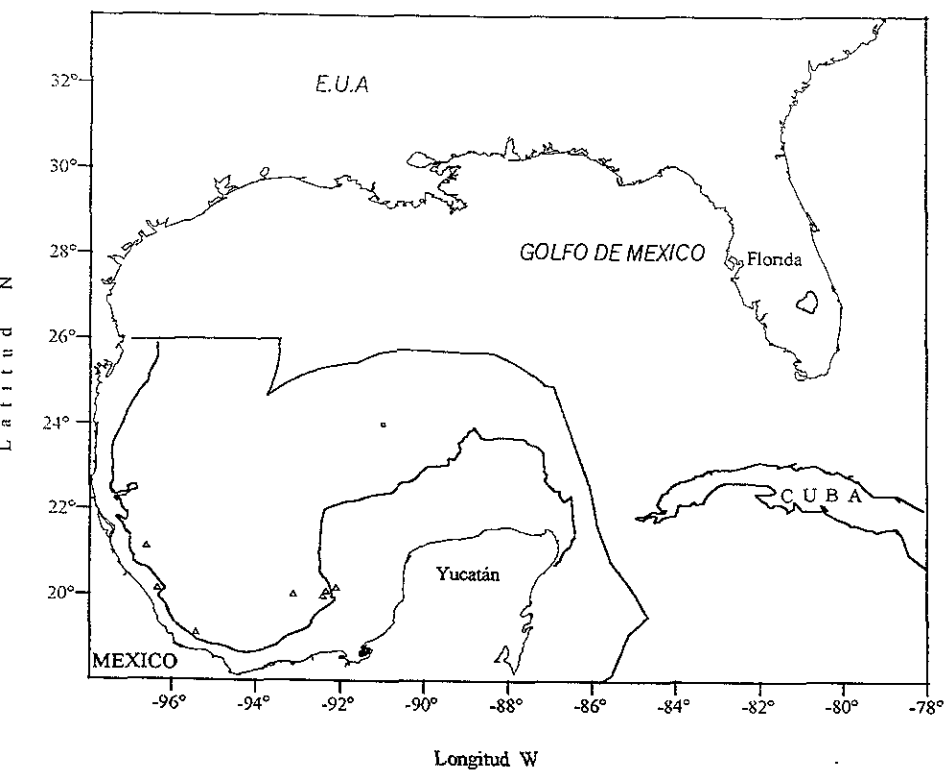 32°
30°
28°
26°
24°
22°
20°
Latitud N
E.U.A
GOLFO DE MEXICO
Florida
CUBA
Yucatán
MEXICO
-96°
-94°
-92°
-90°
-88°
-86°
-84°
-82°
-80°
-78°
Longitud W